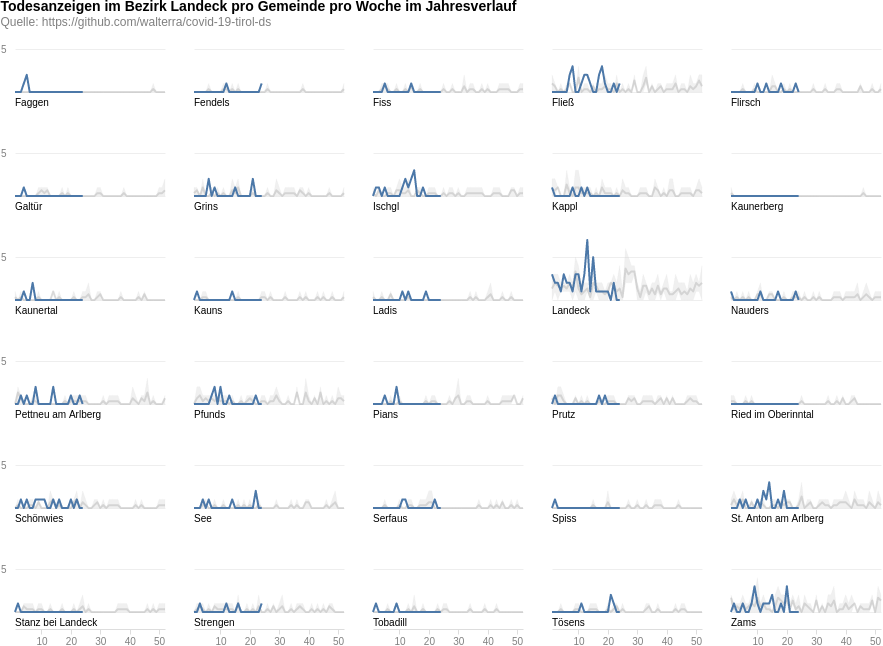 Todesanzeigen im Bezirk Landeck pro Gemeinde pro Woche im Jahresverlauf
Quelle: https://github.com/walterra/covid-19-tirol-ds
5
Faggen Fendels Fiss Fließ Flirsch
5
Galtür Grins Ischgl Kappl Kaunerberg
5
Kaunertal Kauns Ladis Landeck Nauders
5
Pettneu am Arlberg Pfunds Pians Prutz Ried im Oberinntal
5
Schönwies See Serfaus Spiss St. Anton am Arlberg
5
Stanz bei Landeck Strengen Tobadill Tösens Zams
10 20 30 40 50 10 20 30 40 50 10 20 30 40 50 10 20 30 40 50 10 20 30 40 50